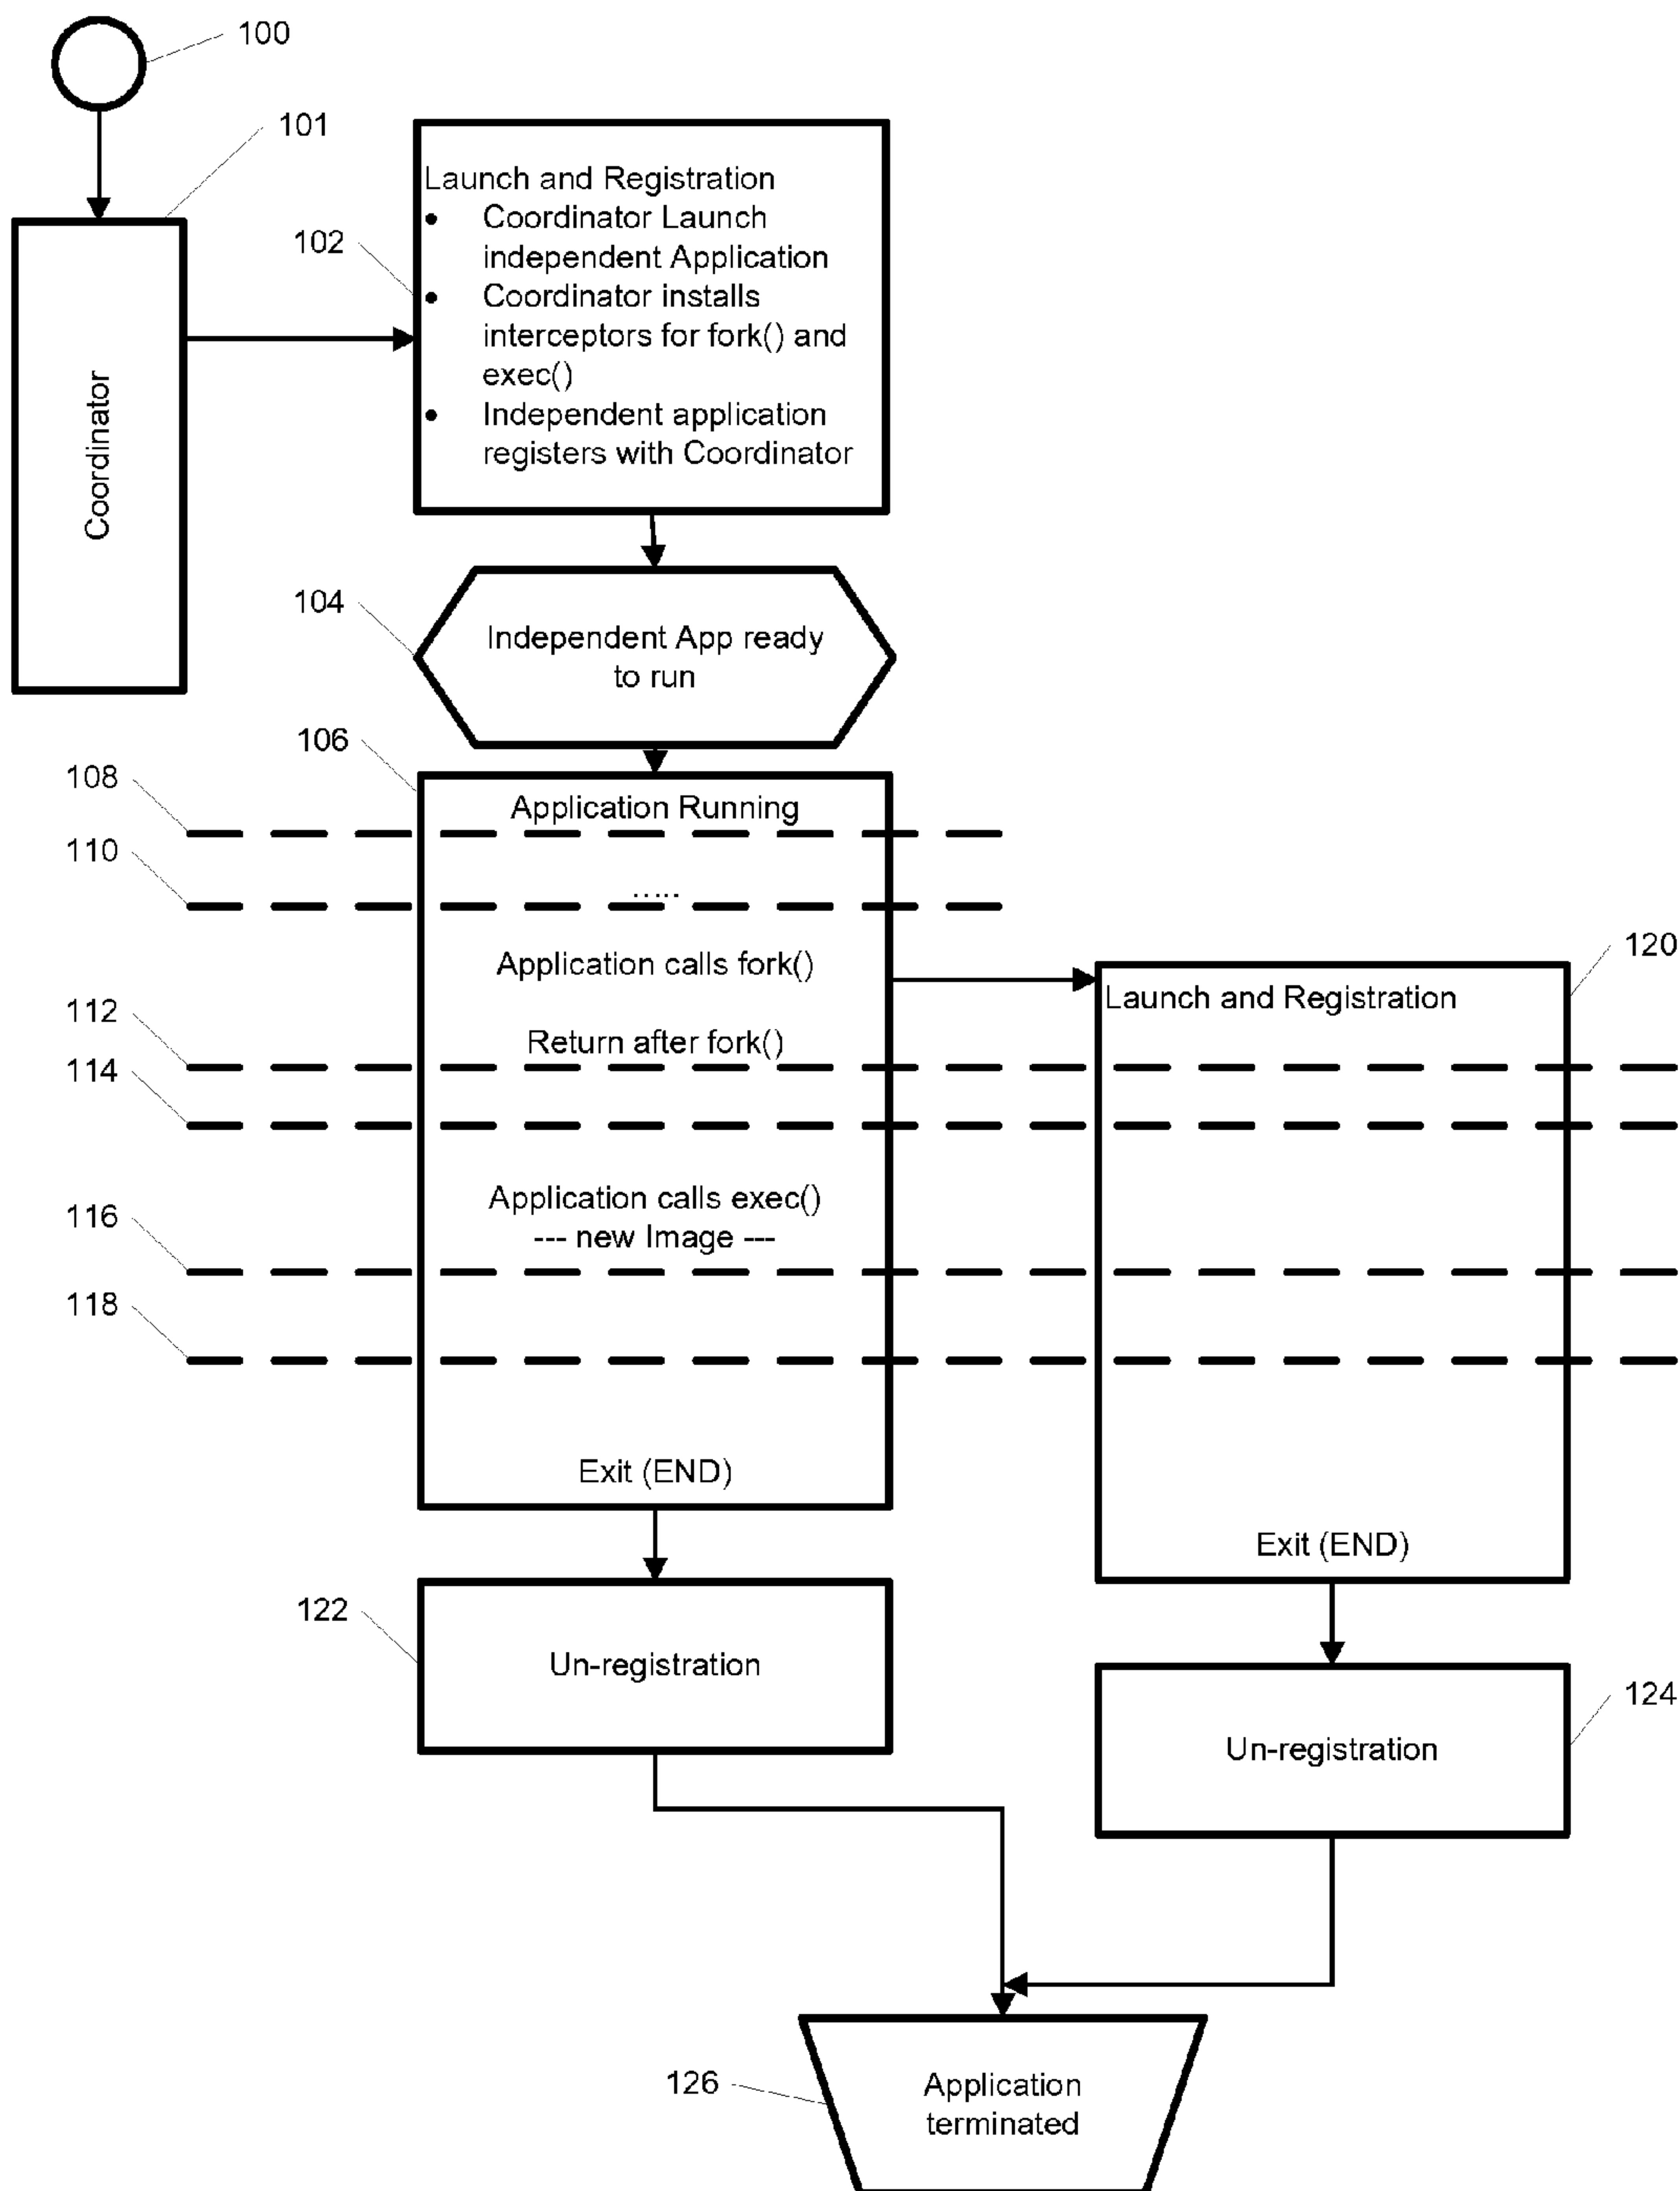 100
101
Coordinator
102
Launch and Registration
• Coordinator Launch
independent Application
• Coordinator installs
interceptors for fork() and
exec()
• Independent application
registers with Coordinator
104
Independent App ready
to run
106
108
Application Running
110
.....
Application calls fork()
120
Launch and Registration
112
Return after fork()
114
Application calls exec()
116
--- new Image ---
118
Exit (END)
Exit (END)
122
Un-registration
124
Un-registration
126
Application
terminated